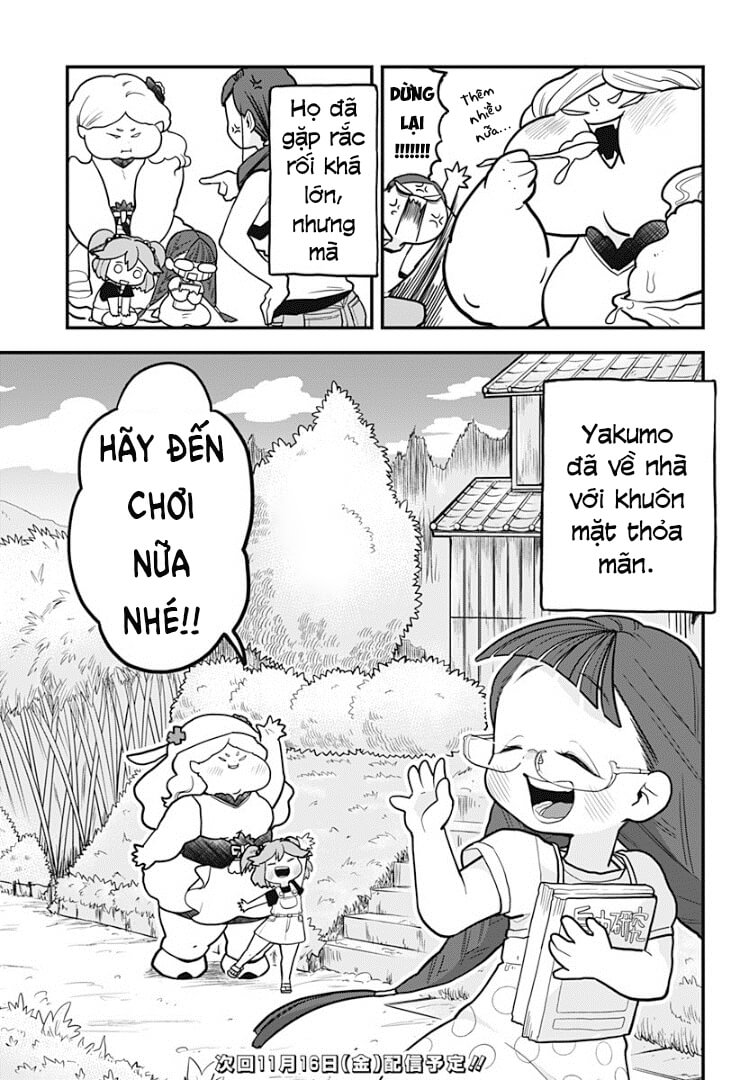 DỪNG
LẠI
!!!!!!!
Thêm
nhiều
nữa...
Họ đã
gặp rắc
rối khá
lớn,
nhưng
mà
Yakumo
đã về nhà
với khuôn
mặt thỏa
mãn.
HÃY ĐẾN
CHƠI
NỮA
NHÉ!!
研究
次回11月16日(金)配信予定!!